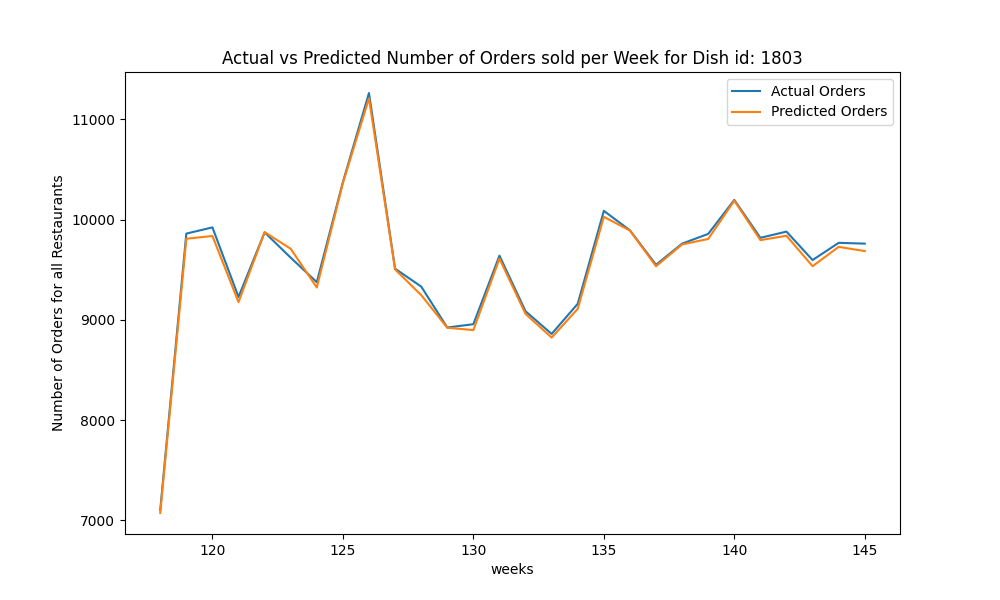 Actual vs Predicted Number of Orders sold per Week for Dish id: 1803
Actual Orders
Predicted Orders
Number of Orders for all Restaurants
11000
10000
9000
8000
7000
120 125 130 135 140 145
weeks